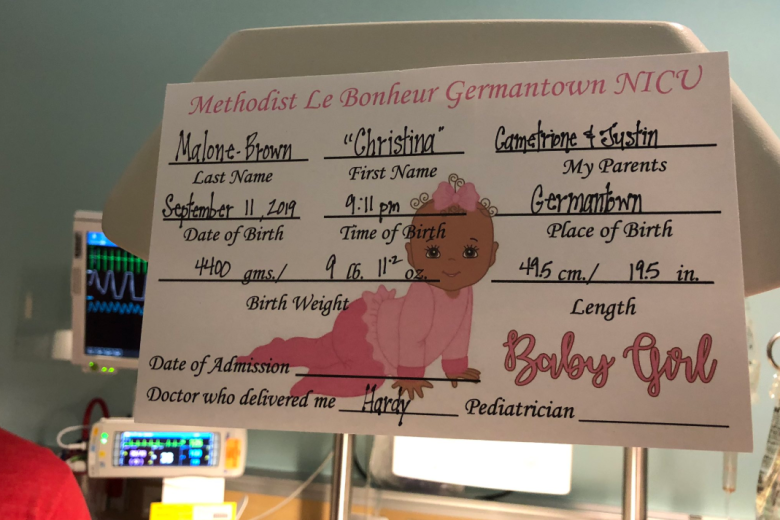 Methodist Le Bonheur Germantown NICU
Malone-Brown "Christina" Cametrione & Justin
Last Name First Name My Parents
September 11, 2019 9:11 pm Germantown
Date of Birth Time of Birth Place of Birth
4400 gms./ 9 lb. 11.2 oz. 49.5 cm./ 19.5 in.
Birth Weight Length
Baby Girl
Date of Admission
Doctor who delivered me Hardy Pediatrician